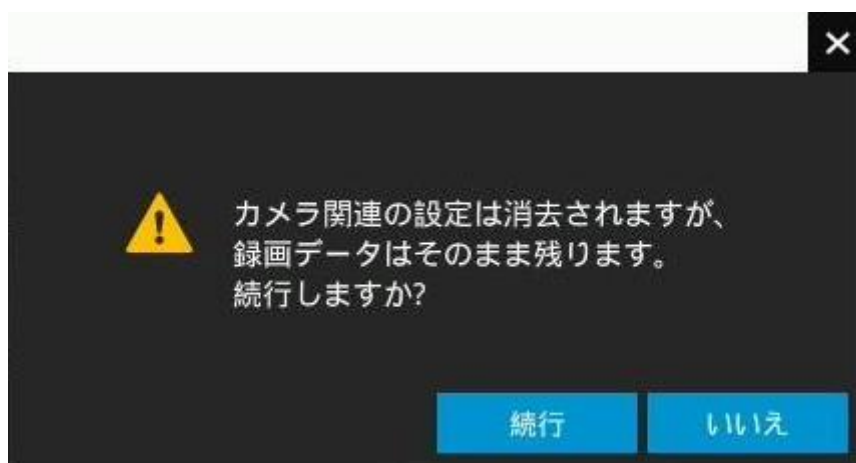 カメラ関連の設定は消去されますが、
録画データはそのまま残ります。
続行しますか?
続行
いいえ